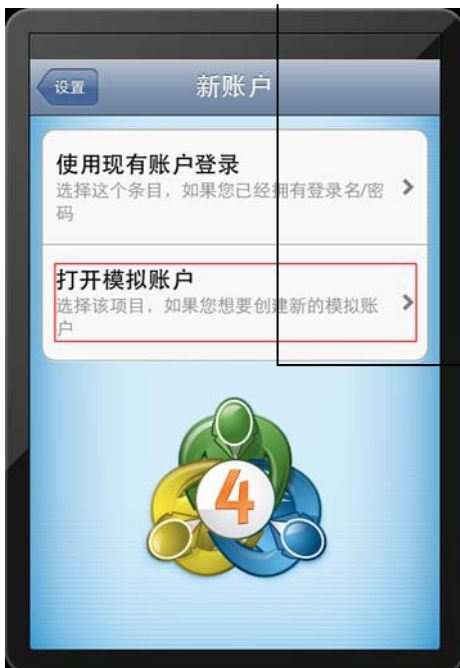 设置
新账户
使用现有账户登录
选择这个条目，如果您已经拥有登录名/密
码
打开模拟账户
选择该项目，如果您想要创建新的模拟账
户
4